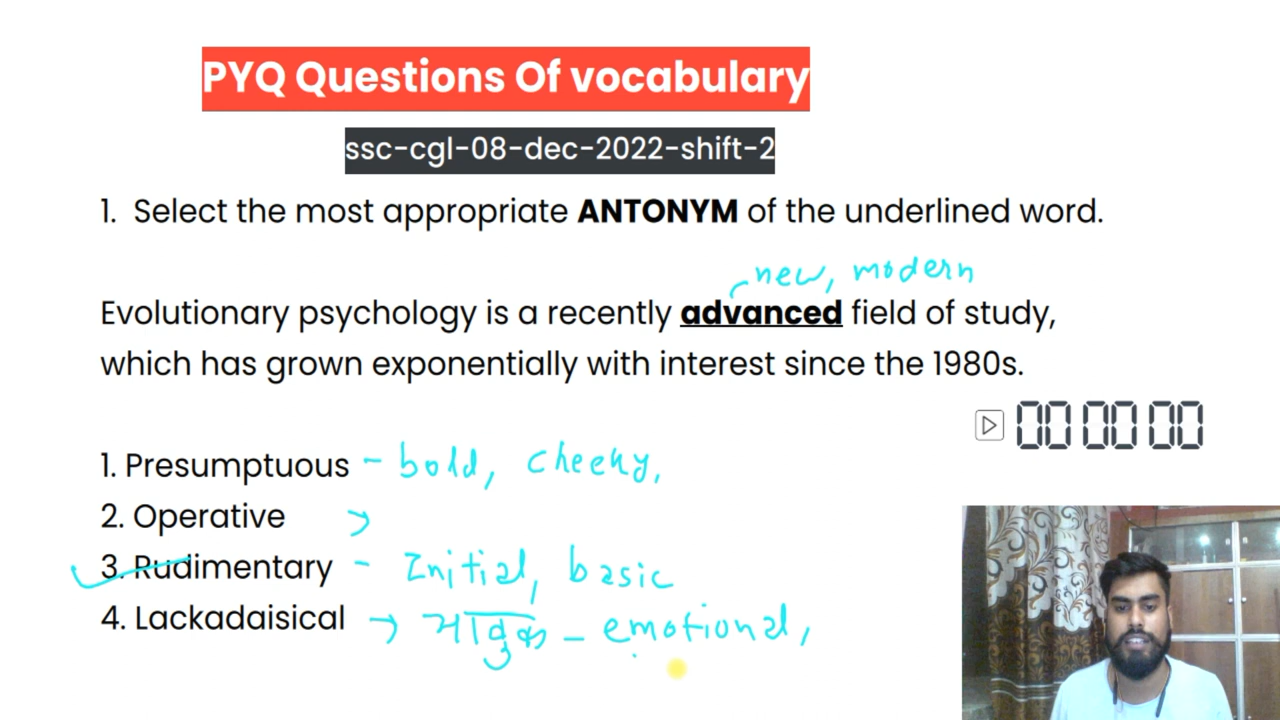 PYQ Questions Of vocabulary
ssc-cgl-08-dec-2022-shift-2
1. Select the most appropriate ANTONYM of the underlined word.
new, modern
Evolutionary psychology is a recently advanced field of study,
which has grown exponentially with interest since the 1980s.
00 00 00
1. Presumptuous - bold, cheeky,
2. Operative →
3. Rudimentary - Initial, basic
4. Lackadaisical → भावुक - emotional,